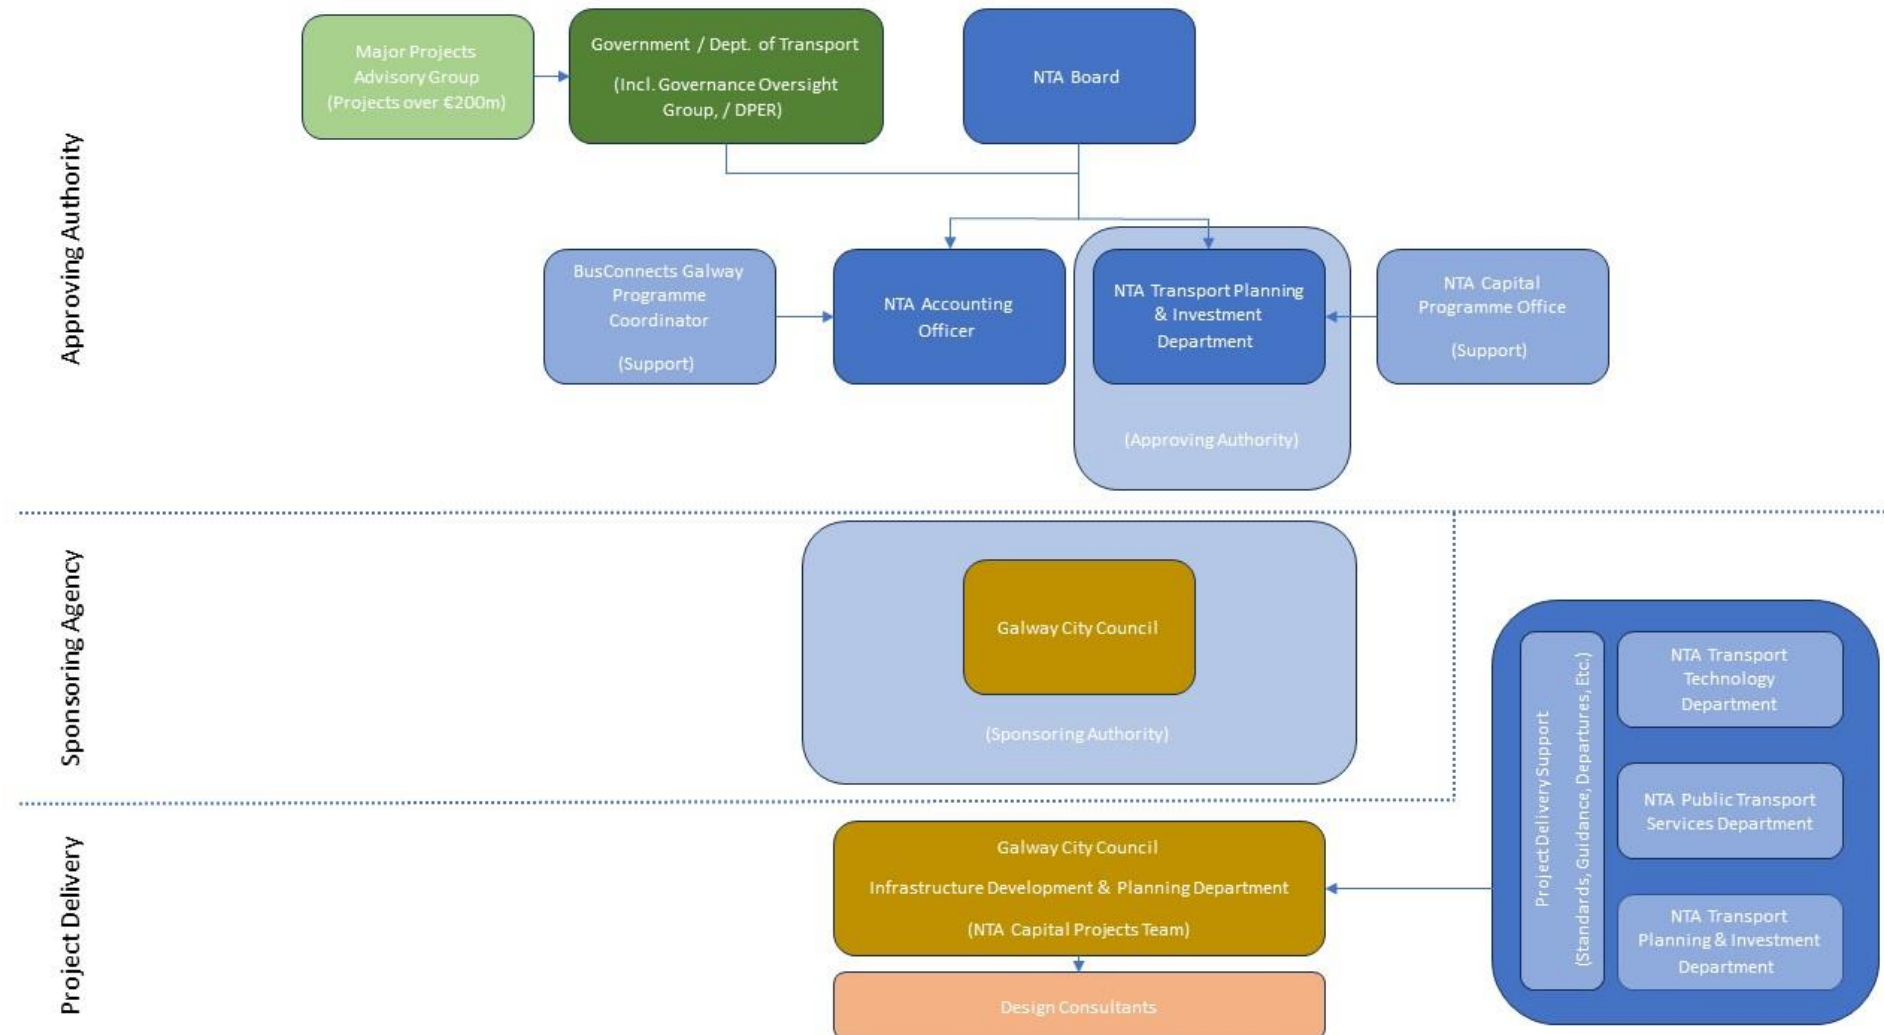 Approving Authority
Major Projects
Advisory Group
(Projects over €200m)
Government / Dept. of Transport
(Incl. Governance Oversight
Group, / DPER)
NTA Board
BusConnects Galway
Programme
Coordinator
(Support)
NTA Accounting
Officer
NTA Transport Planning
& Investment
Department
(Approving Authority)
NTA Capital
Programme Office
(Support)
Sponsoring Agency
Galway City Council
(Sponsoring Authority)
Project Delivery
Galway City Council
Infrastructure Development & Planning Department
(NTA Capital Projects Team)
Design Consultants
Project Delivery Support
(Standards, Guidance, Departures, Etc.)
NTA Transport
Technology
Department
NTA Public Transport
Services Department
NTA Transport
Planning & Investment
Department